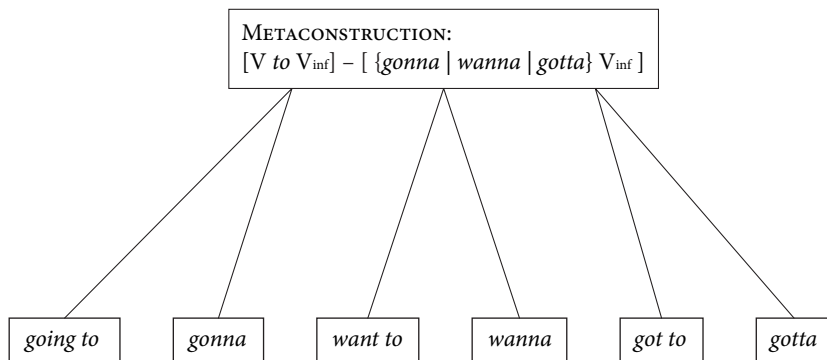 METACONSTRUCTION:
[V to Vinf] – [ {gonna | wanna | gotta} Vinf ]
going to gonna want to wanna got to gotta